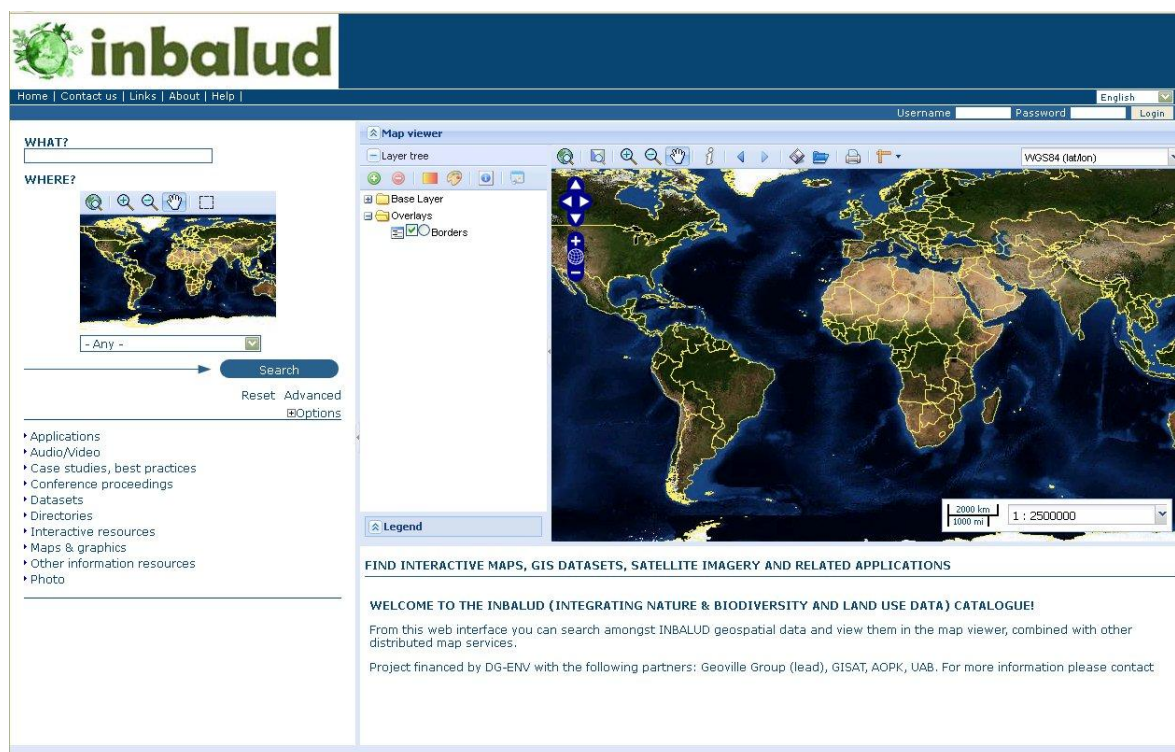 inbalud
Home | Contact us | Links | About | Help |
English
Username Password Login
WHAT?
WHERE?
- Any -
Search
Reset Advanced
Options
Applications
Audio/Video
Case studies, best practices
Conference proceedings
Datasets
Directories
Interactive resources
Maps & graphics
Other information resources
Photo
Map viewer
Layer tree
WGS84 (lat/lon)
Base Layer
Overlays
Borders
Legend
2000 km
1000 mi
1 : 2500000
FIND INTERACTIVE MAPS, GIS DATASETS, SATELLITE IMAGERY AND RELATED APPLICATIONS
WELCOME TO THE INBALUD (INTEGRATING NATURE & BIODIVERSITY AND LAND USE DATA) CATALOGUE!
From this web interface you can search amongst INBALUD geospatial data and view them in the map viewer, combined with other
distributed map services.
Project financed by DG-ENV with the following partners: Geoville Group (lead), GISAT, AOPK, UAB. For more information please contact